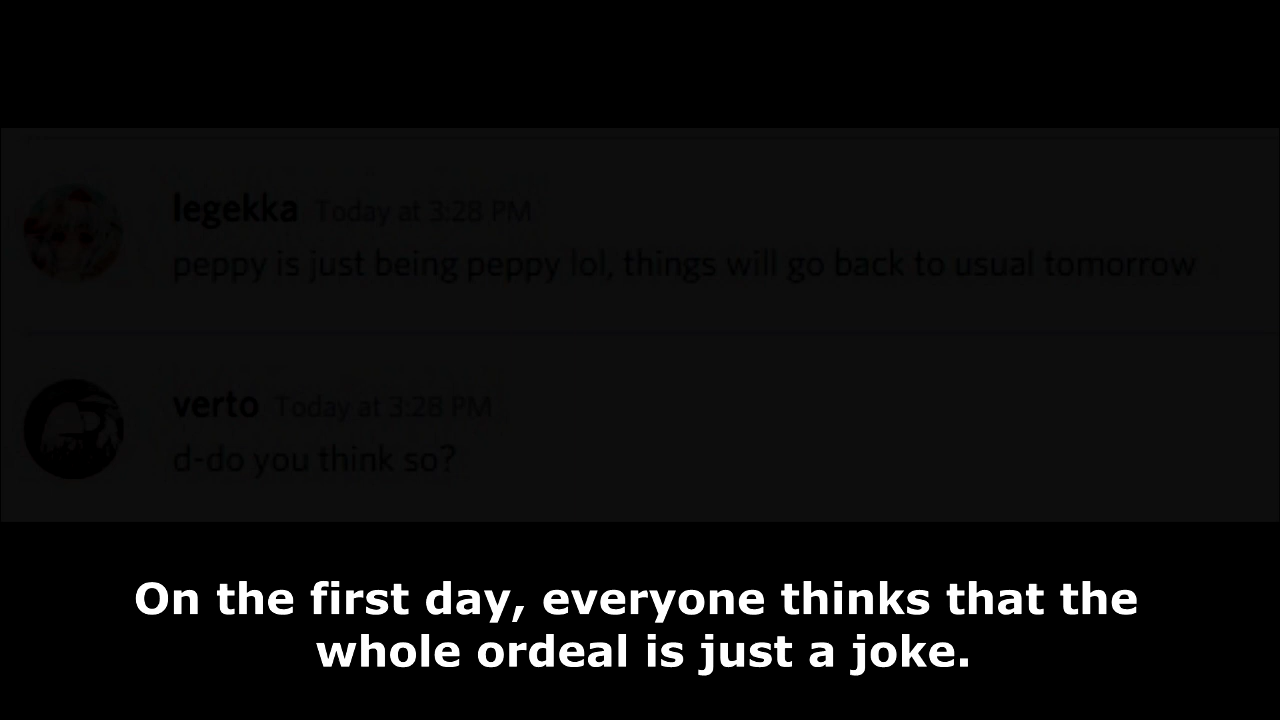 legekka Today at 3:28 PM
peppy is just being peppy lol, things will go back to usual tomorrow
verto Today at 3:28 PM
d-do you think so?
On the first day, everyone thinks that the
whole ordeal is just a joke.